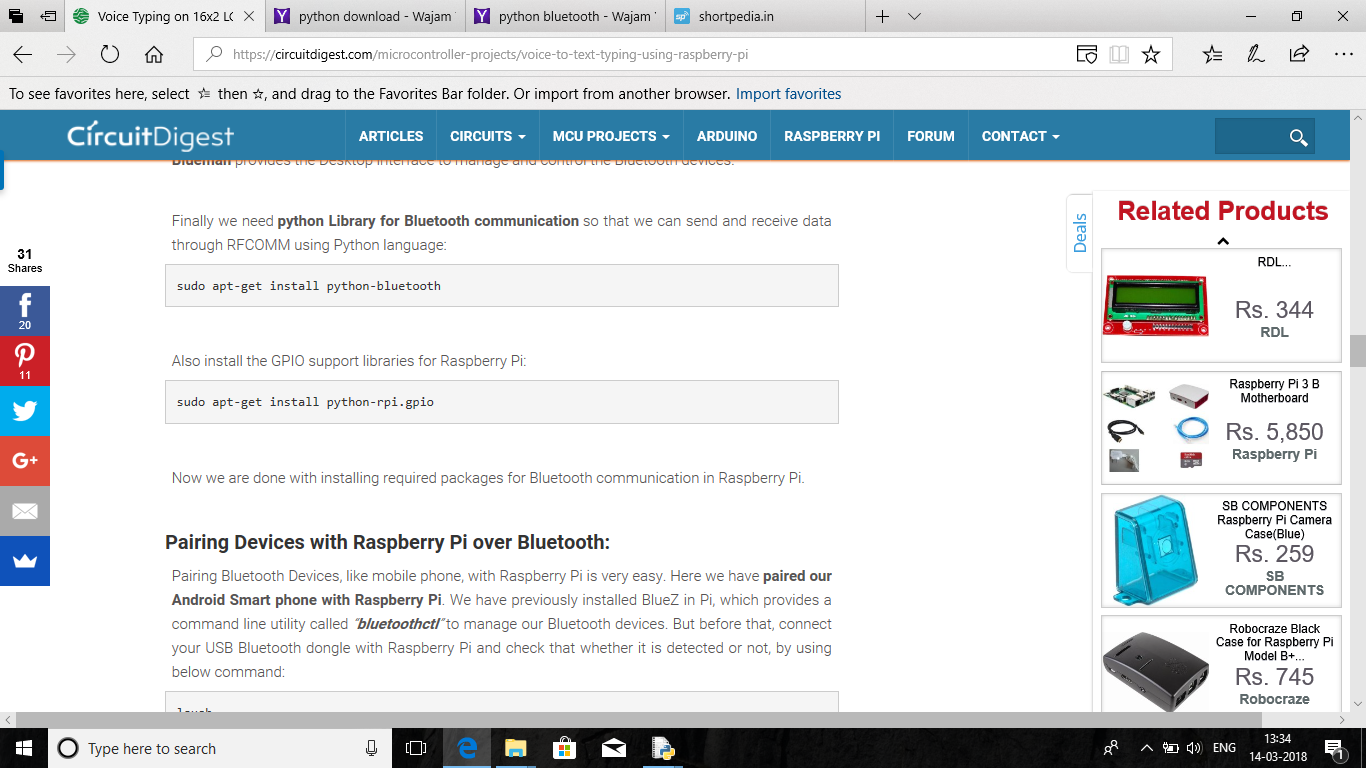 Voice Typing on 16x2 LC
python download - Wajam
python bluetooth - Wajam
shortpedia.in
https://circuitdigest.com/microcontroller-projects/voice-to-text-typing-using-raspberry-pi
To see favorites here, select then , and drag to the Favorites Bar folder. Or import from another browser. Import favorites
CircuitDigest
ARTICLES CIRCUITS MCU PROJECTS ARDUINO RASPBERRY PI FORUM CONTACT
Blueman provides the Desktop interface to manage and control the Bluetooth devices.
Finally we need python Library for Bluetooth communication so that we can send and receive data
through RFCOMM using Python language:
sudo apt-get install python-bluetooth
Also install the GPIO support libraries for Raspberry Pi:
sudo apt-get install python-rpi.gpio
Now we are done with installing required packages for Bluetooth communication in Raspberry Pi.
Pairing Devices with Raspberry Pi over Bluetooth:
Pairing Bluetooth Devices, like mobile phone, with Raspberry Pi is very easy. Here we have paired our
Android Smart phone with Raspberry Pi. We have previously installed BlueZ in Pi, which provides a
command line utility called “bluetoothctl” to manage our Bluetooth devices. But before that, connect
your USB Bluetooth dongle with Raspberry Pi and check that whether it is detected or not, by using
below command:
31
Shares
20
11
G+
Deals
Related Products
RDL...
Rs. 344
RDL
Raspberry Pi 3 B
Motherboard
Rs. 5,850
Raspberry Pi
SB COMPONENTS
Raspberry Pi Camera
Case(Blue)
Rs. 259
SB
COMPONENTS
Robocraze Black
Case for Raspberry Pi
Model B+...
Rs. 745
Robocraze
Type here to search
ENG
13:34
14-03-2018
1